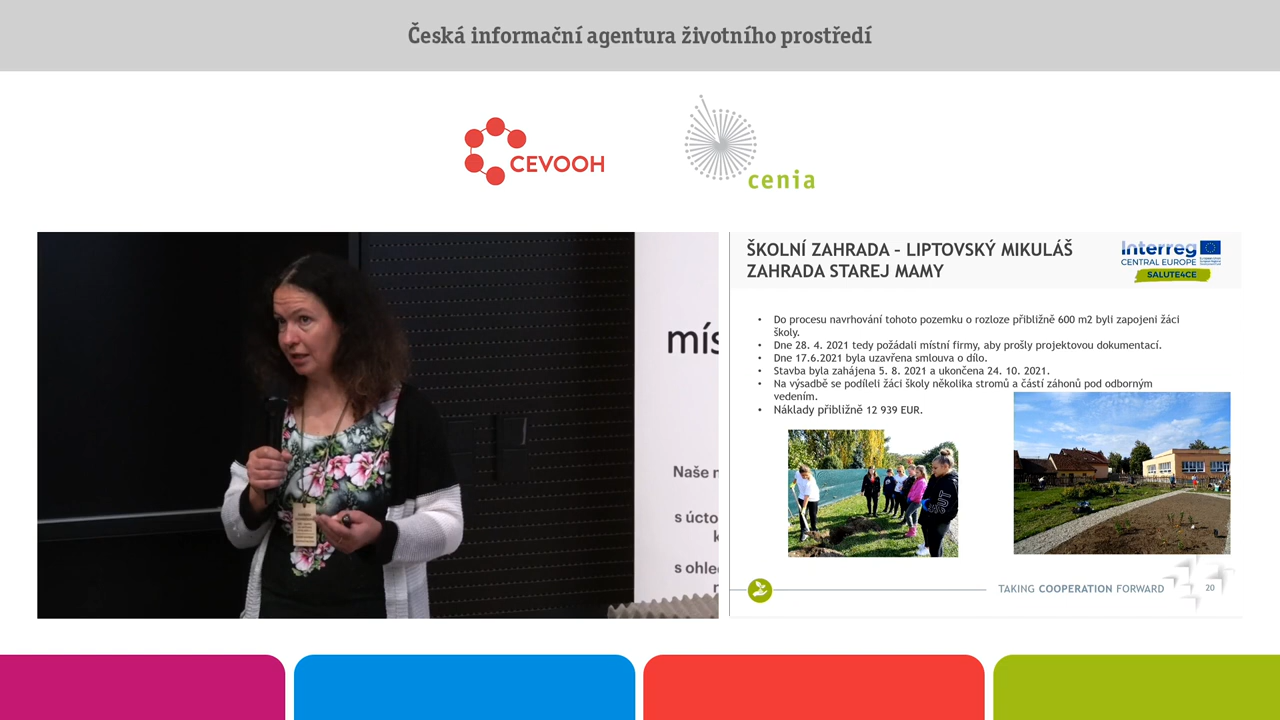 Česká informační agentura životního prostředí
CEVOOH
cenia
mís
Naše n
s úcto
k
s ohle
ŠKOLNÍ ZAHRADA – LIPTOVSKÝ MIKULÁŠ
ZAHRADA STAREJ MAMY
Interreg
CENTRAL EUROPE
SALUTE4CE
• Do procesu navrhování tohoto pozemku o rozloze přibližně 600 m2 byli zapojeni žáci
školy.
• Dne 28. 4. 2021 tedy požádali místní firmy, aby prošly projektovou dokumentací.
• Dne 17.6.2021 byla uzavřena smlouva o dílo.
• Stavba byla zahájena 5. 8. 2021 a ukončena 24. 10. 2021.
• Na výsadbě se podíleli žáci školy několika stromů a částí záhonů pod odborným
vedením.
• Náklady přibližně 12 939 EUR.
TAKING COOPERATION FORWARD
20